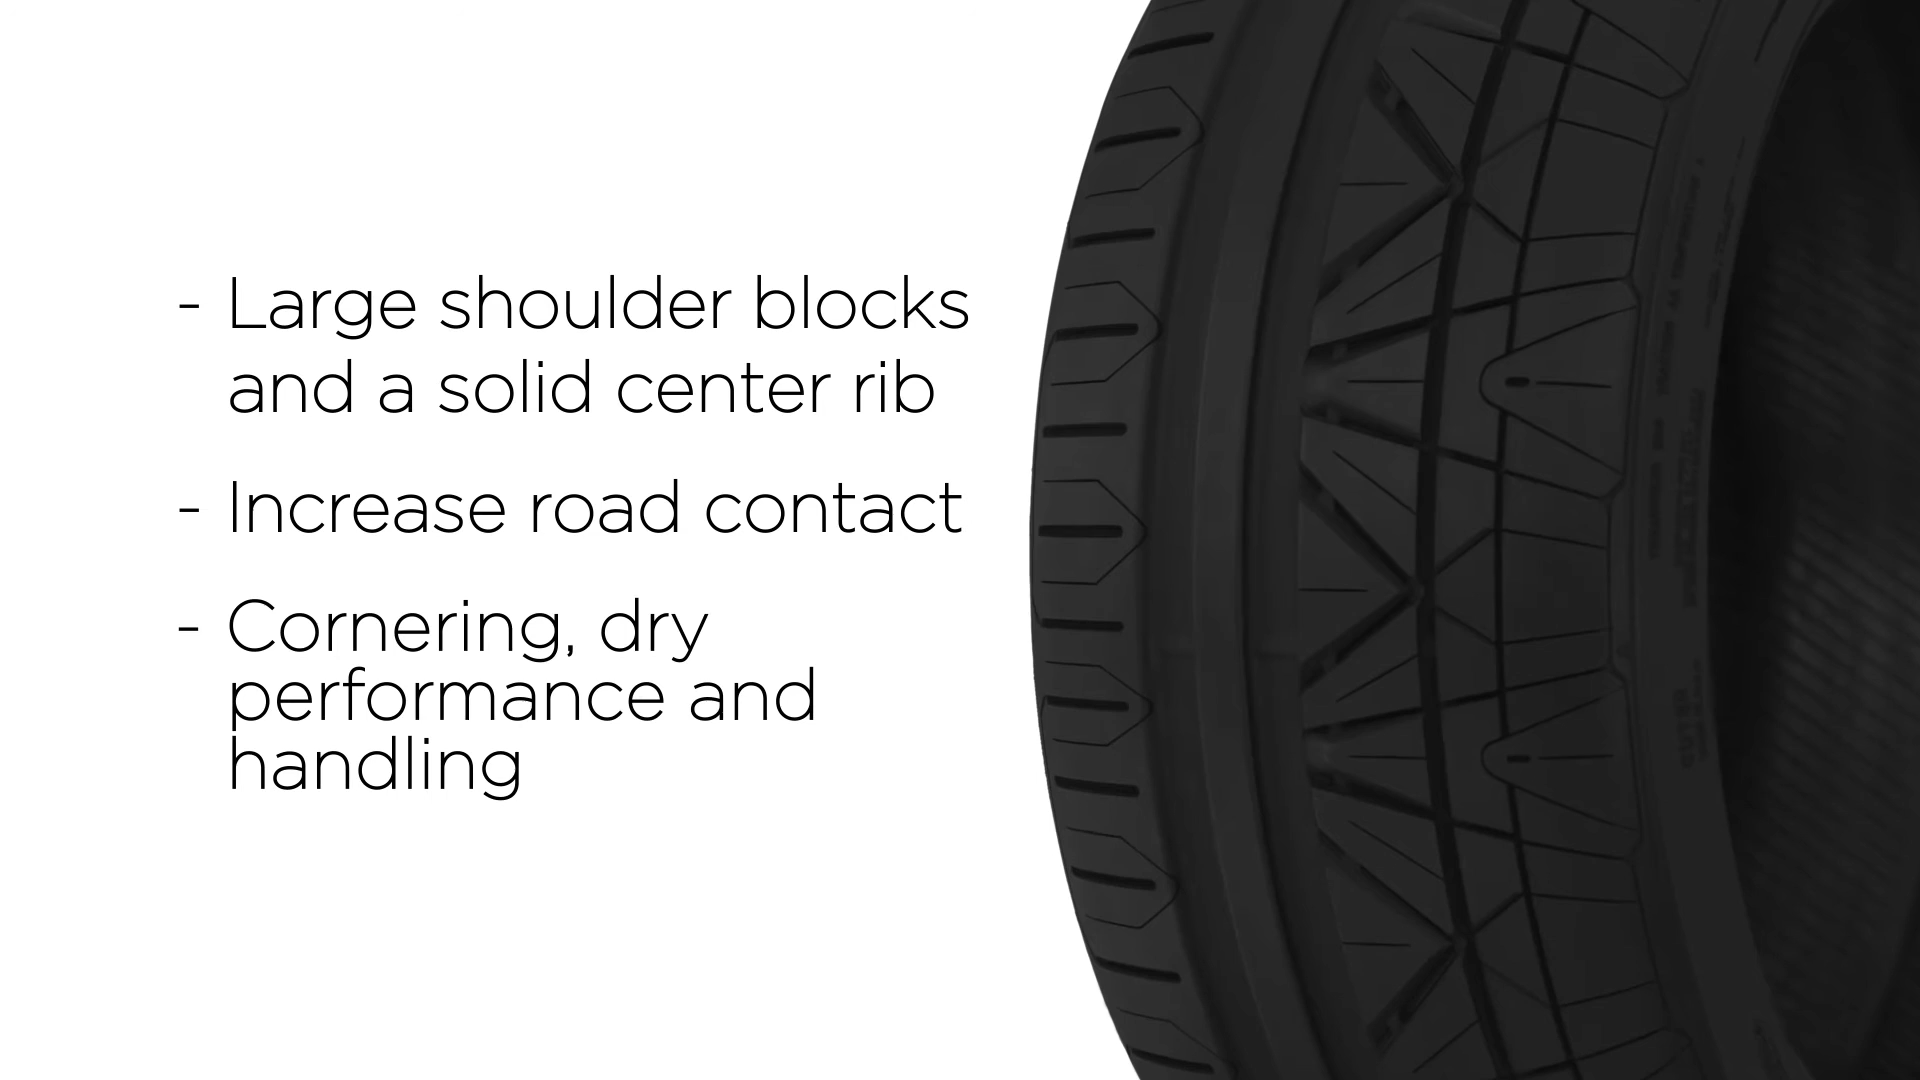 - Large shoulder blocks
and a solid center rib
- Increase road contact
- Cornering, dry
performance and
handling